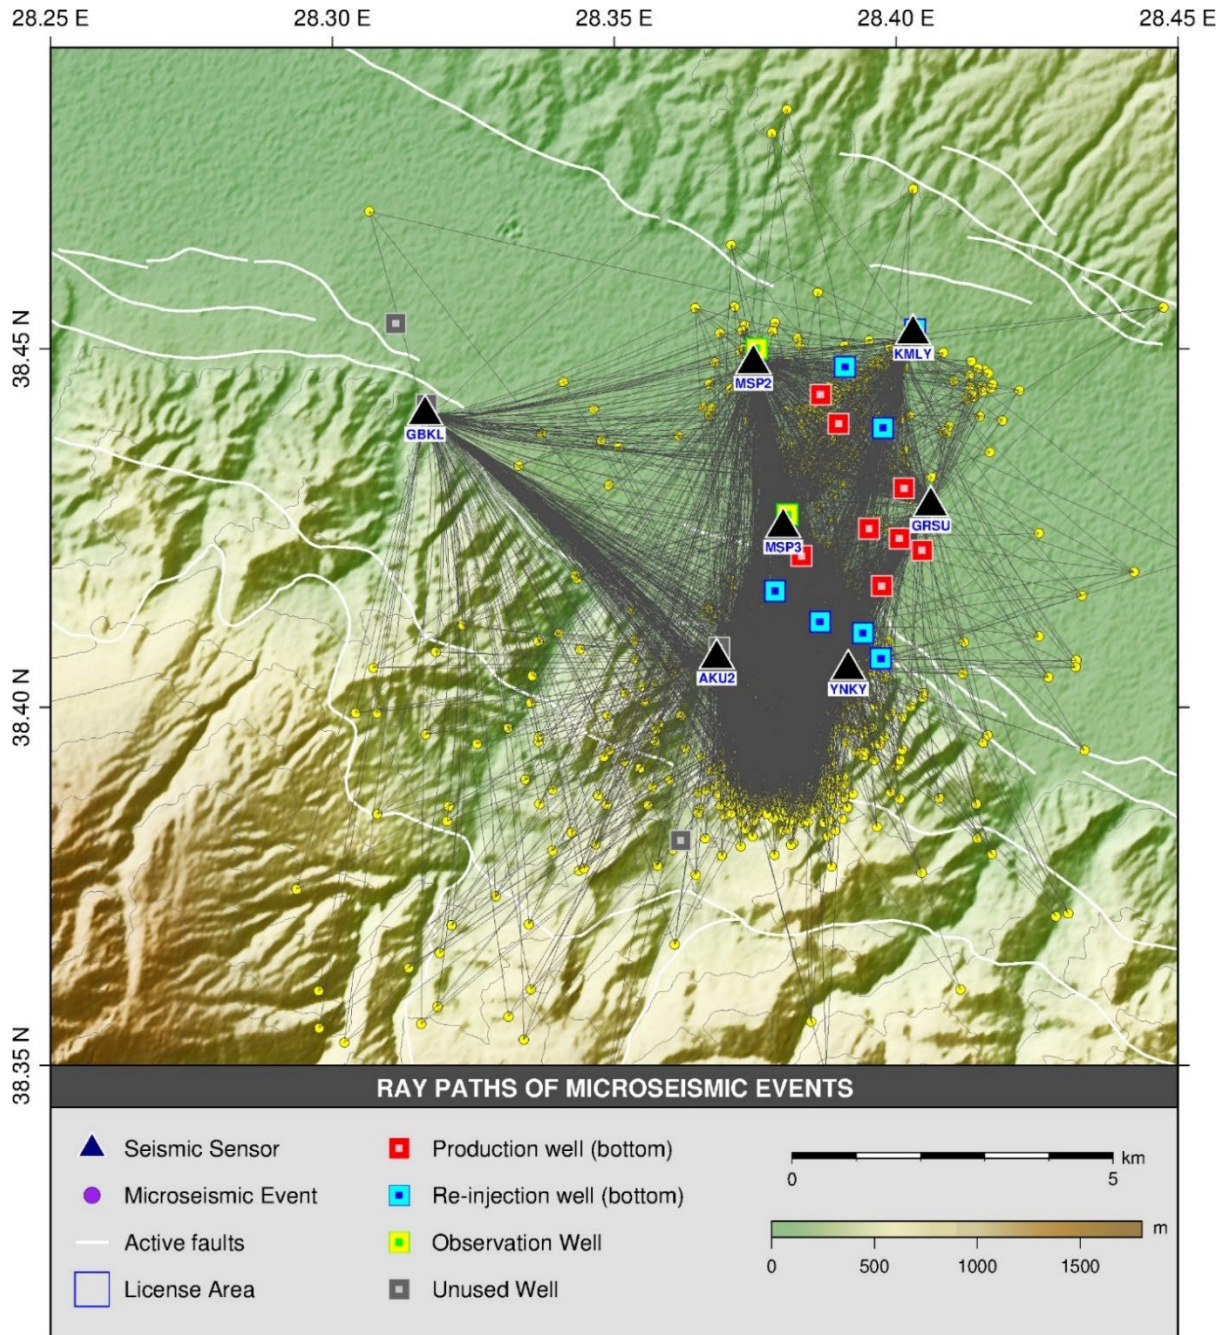 28.25 E 28.30 E 28.35 E 28.40 E 28.45 E
38.45 N
KMLY
MSP2
GBKL
GRSU
MSP3
AKU2
YNKY
38.40 N
38.35 N
RAY PATHS OF MICROSEISMIC EVENTS
Seismic Sensor
Microseismic Event
Active faults
License Area
Production well (bottom)
Re-injection well (bottom)
Observation Well
Unused Well
km
0 5
m
0 500 1000 1500